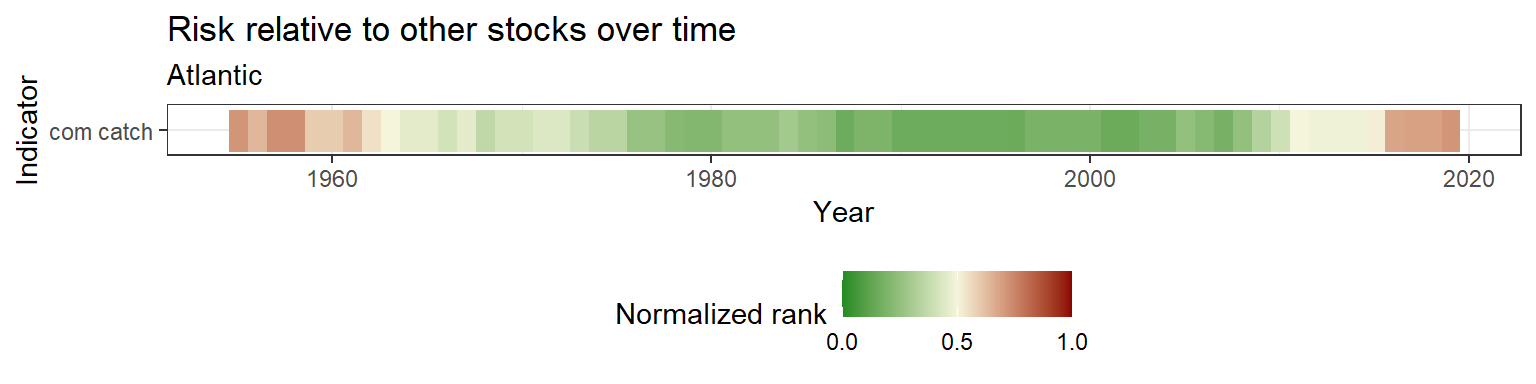 Risk relative to other stocks over time
Atlantic
Indicator
com catch
1960 1980 2000 2020
Year
Normalized rank
0.0 0.5 1.0